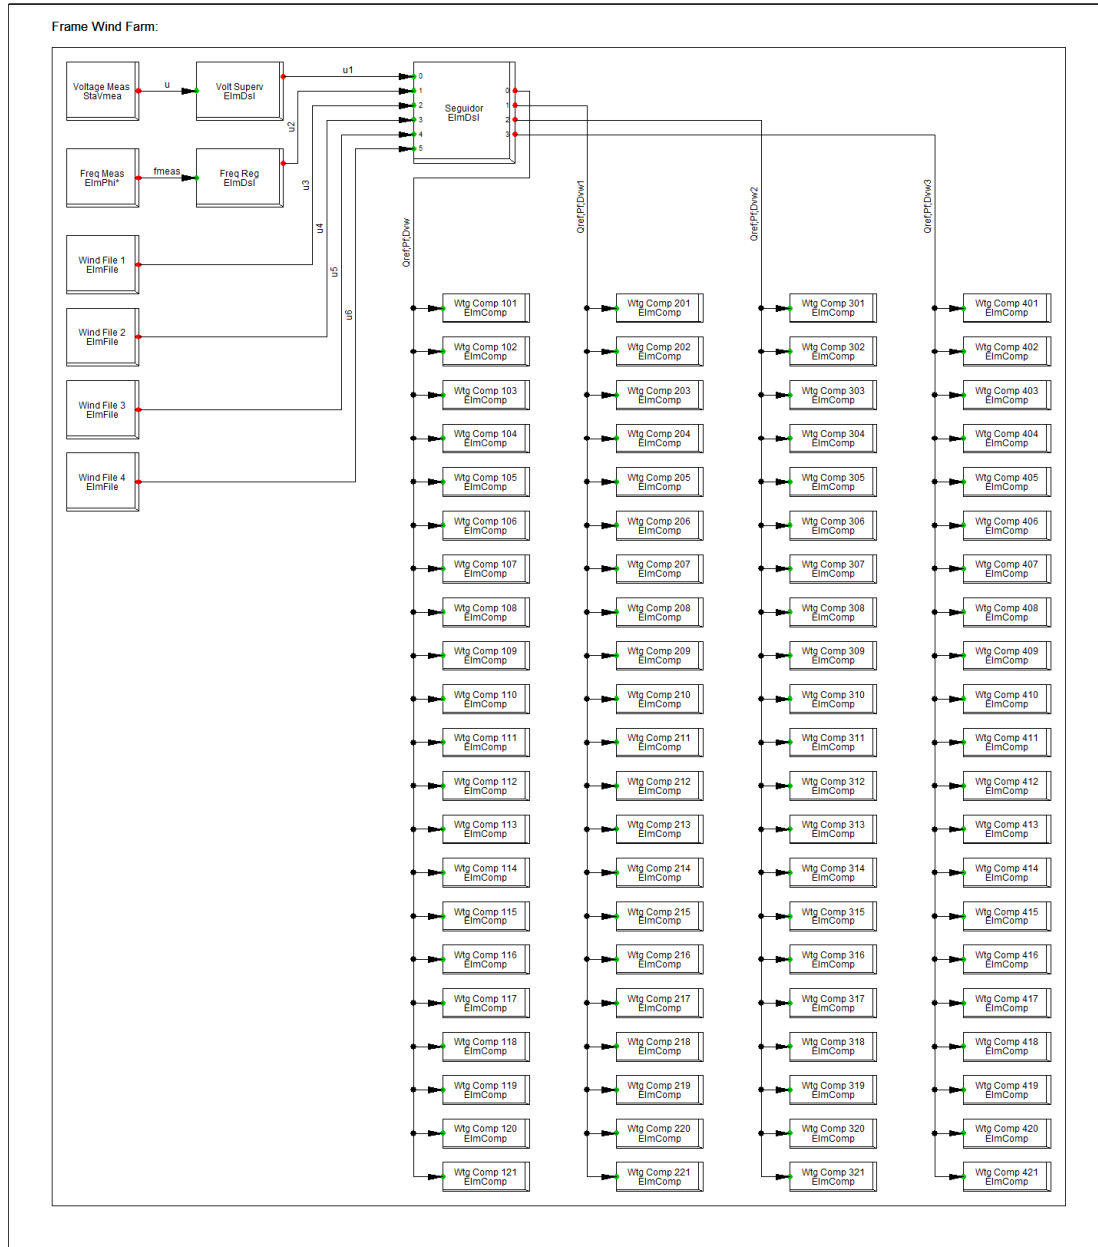 Frame Wind Farm:
Voltage Meas
StaVmea
u
Volt Superv
ElmDsl
u1
0
1
2
3
4
5
Seguidor
ElmDsl
0
1
2
3
Freq Meas
ElmPhi*
fmeas
Freq Reg
ElmDsl
u2
u3
u4
u5
u6
Wind File 1
ElmFile
Wind File 2
ElmFile
Wind File 3
ElmFile
Wind File 4
ElmFile
Qref,Pf,Dvw
Qref,Pf,Dvw1
Qref,Pf,Dvw2
Qref,Pf,Dvw3
Wtg Comp 101
ElmComp
Wtg Comp 102
ElmComp
Wtg Comp 103
ElmComp
Wtg Comp 104
ElmComp
Wtg Comp 105
ElmComp
Wtg Comp 106
ElmComp
Wtg Comp 107
ElmComp
Wtg Comp 108
ElmComp
Wtg Comp 109
ElmComp
Wtg Comp 110
ElmComp
Wtg Comp 111
ElmComp
Wtg Comp 112
ElmComp
Wtg Comp 113
ElmComp
Wtg Comp 114
ElmComp
Wtg Comp 115
ElmComp
Wtg Comp 116
ElmComp
Wtg Comp 117
ElmComp
Wtg Comp 118
ElmComp
Wtg Comp 119
ElmComp
Wtg Comp 120
ElmComp
Wtg Comp 121
ElmComp
Wtg Comp 201
ElmComp
Wtg Comp 202
ElmComp
Wtg Comp 203
ElmComp
Wtg Comp 204
ElmComp
Wtg Comp 205
ElmComp
Wtg Comp 206
ElmComp
Wtg Comp 207
ElmComp
Wtg Comp 208
ElmComp
Wtg Comp 209
ElmComp
Wtg Comp 210
ElmComp
Wtg Comp 211
ElmComp
Wtg Comp 212
ElmComp
Wtg Comp 213
ElmComp
Wtg Comp 214
ElmComp
Wtg Comp 215
ElmComp
Wtg Comp 216
ElmComp
Wtg Comp 217
ElmComp
Wtg Comp 218
ElmComp
Wtg Comp 219
ElmComp
Wtg Comp 220
ElmComp
Wtg Comp 221
ElmComp
Wtg Comp 301
ElmComp
Wtg Comp 302
ElmComp
Wtg Comp 303
ElmComp
Wtg Comp 304
ElmComp
Wtg Comp 305
ElmComp
Wtg Comp 306
ElmComp
Wtg Comp 307
ElmComp
Wtg Comp 308
ElmComp
Wtg Comp 309
ElmComp
Wtg Comp 310
ElmComp
Wtg Comp 311
ElmComp
Wtg Comp 312
ElmComp
Wtg Comp 313
ElmComp
Wtg Comp 314
ElmComp
Wtg Comp 315
ElmComp
Wtg Comp 316
ElmComp
Wtg Comp 317
ElmComp
Wtg Comp 318
ElmComp
Wtg Comp 319
ElmComp
Wtg Comp 320
ElmComp
Wtg Comp 321
ElmComp
Wtg Comp 401
ElmComp
Wtg Comp 402
ElmComp
Wtg Comp 403
ElmComp
Wtg Comp 404
ElmComp
Wtg Comp 405
ElmComp
Wtg Comp 406
ElmComp
Wtg Comp 407
ElmComp
Wtg Comp 408
ElmComp
Wtg Comp 409
ElmComp
Wtg Comp 410
ElmComp
Wtg Comp 411
ElmComp
Wtg Comp 412
ElmComp
Wtg Comp 413
ElmComp
Wtg Comp 414
ElmComp
Wtg Comp 415
ElmComp
Wtg Comp 416
ElmComp
Wtg Comp 417
ElmComp
Wtg Comp 418
ElmComp
Wtg Comp 419
ElmComp
Wtg Comp 420
ElmComp
Wtg Comp 421
ElmComp